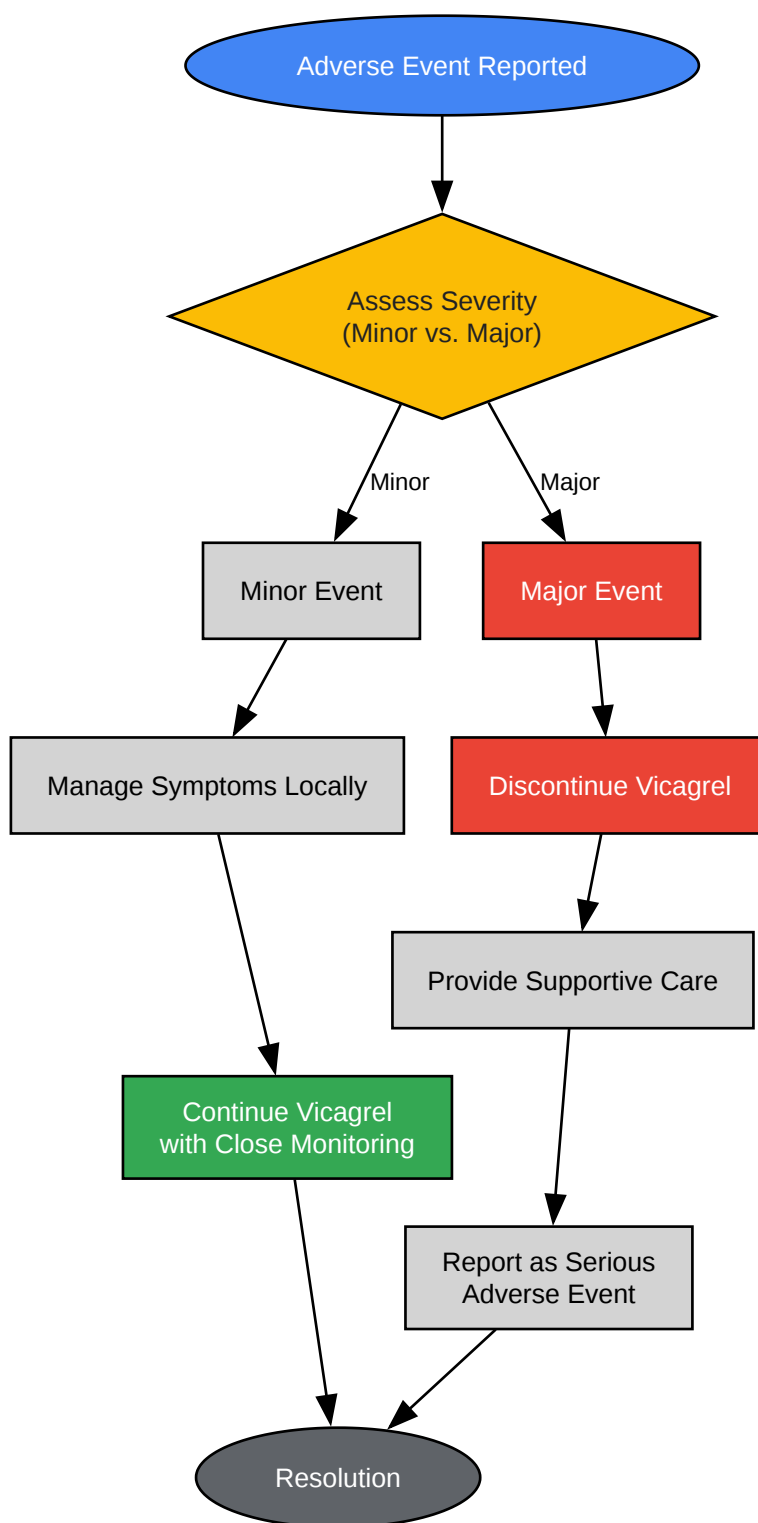 Adverse Event Reported
Assess Severity
(Minor vs. Major)
Minor
Major
Minor Event
Major Event
Manage Symptoms Locally
Discontinue Vicagrel
Provide Supportive Care
Continue Vicagrel
with Close Monitoring
Report as Serious
Adverse Event
Resolution